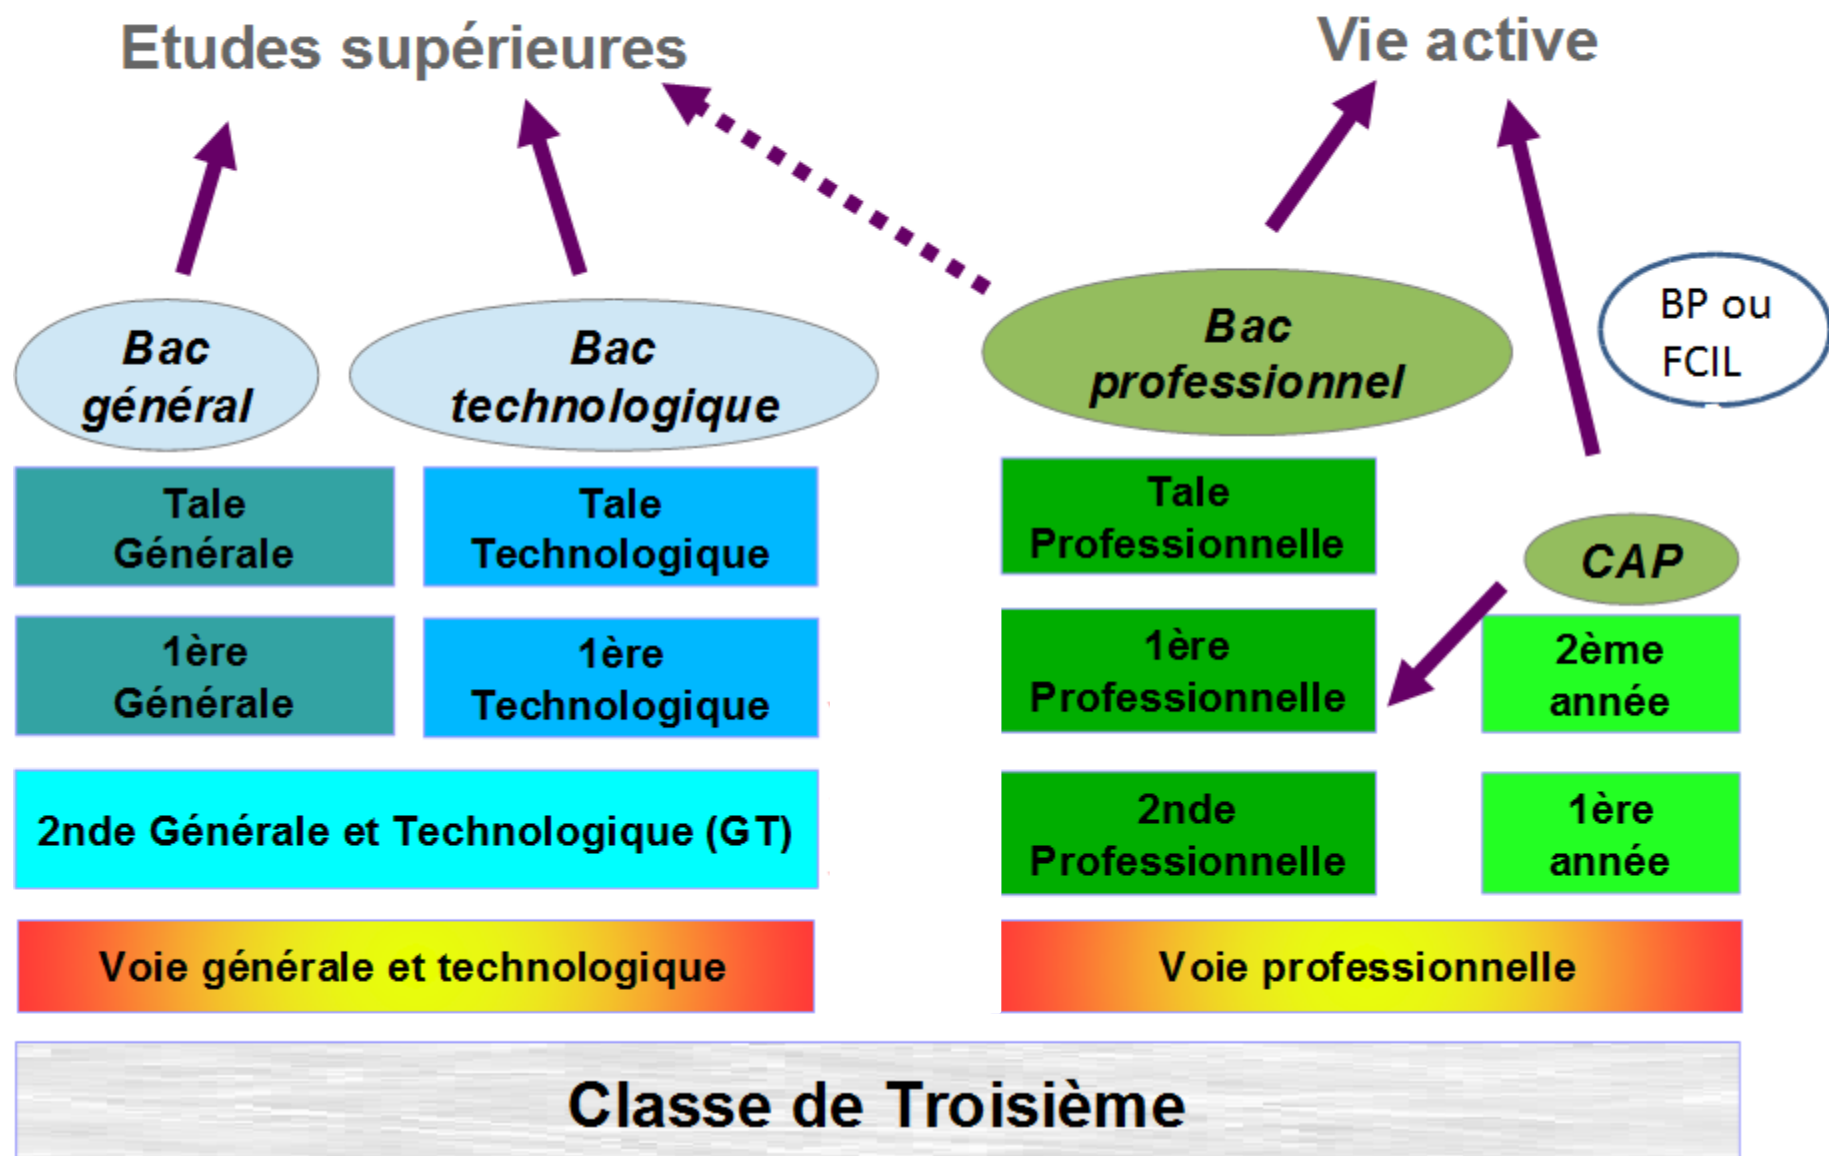 Etudes supérieures
Vie active
Bac
général
Bac
technologique
Bac
professionnel
BP ou
FCIL
Tale
Générale
Tale
Technologique
Tale
Professionnelle
CAP
1ère
Générale
1ère
Technologique
1ère
Professionnelle
2ème
année
2nde Générale et Technologique (GT)
2nde
Professionnelle
1ère
année
Voie générale et technologique
Voie professionnelle
Classe de Troisième